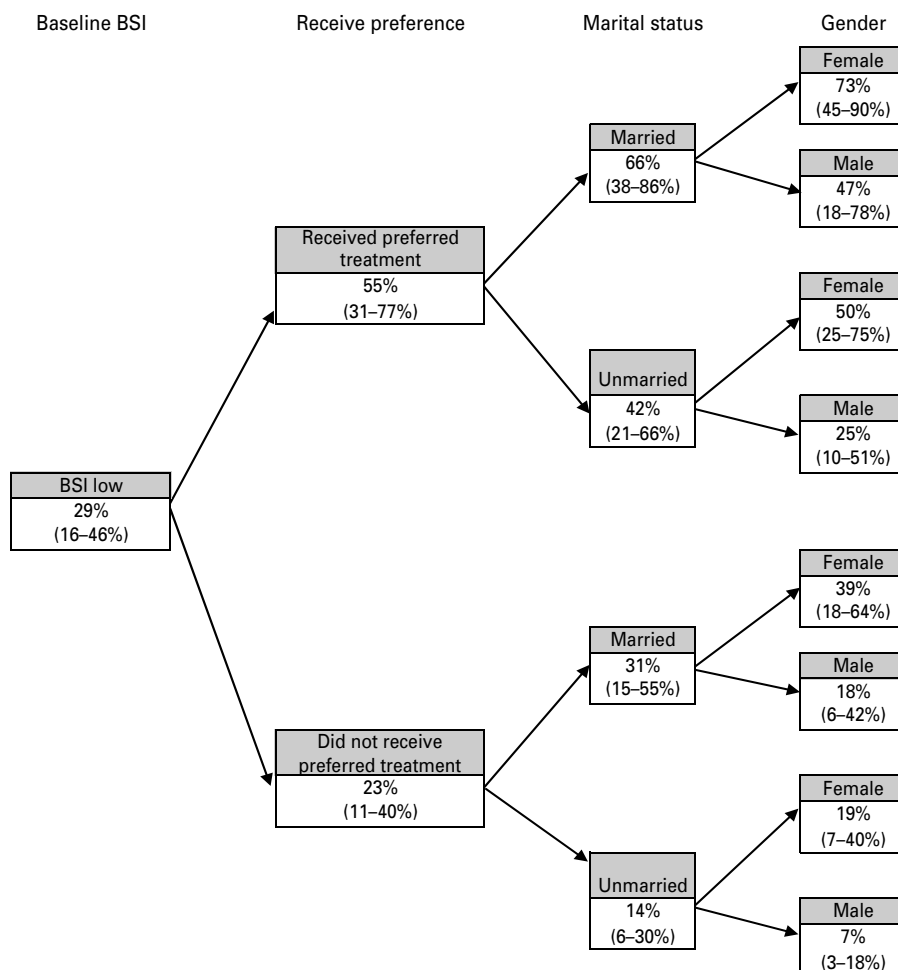 Baseline BSI
Receive preference
Marital status
Gender
BSI low
29%
(16–46%)
Received preferred
treatment
55%
(31–77%)
Did not receive
preferred treatment
23%
(11–40%)
Married
66%
(38–86%)
Unmarried
42%
(21–66%)
Married
31%
(15–55%)
Unmarried
14%
(6–30%)
Female
73%
(45–90%)
Male
47%
(18–78%)
Female
50%
(25–75%)
Male
25%
(10–51%)
Female
39%
(18–64%)
Male
18%
(6–42%)
Female
19%
(7–40%)
Male
7%
(3–18%)